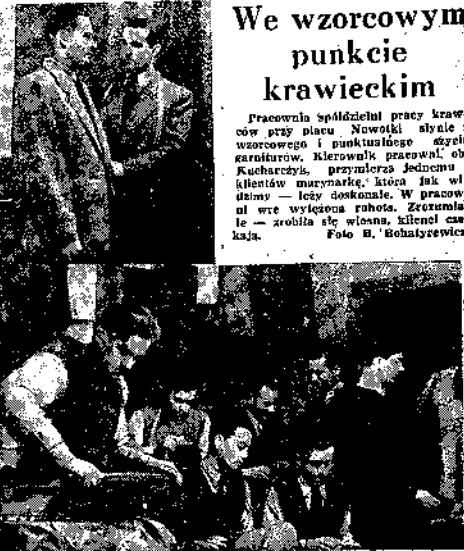 We wzorcowym
punkcie
krawieckim
Pracownia Spółdzielni pracy kraw
ców przy placu Nowotki słynie z
wzorcowego i punktualnego szycia
garniturów. Kierownik pracowni, ob.
Kucharczyk, przymierza jednemu z
klientów marynarkę, która jak wi
dzimy — leży doskonale. W pracow
ni wre wytężona robota. Zrozumia
łe — zrobiła się wiosna, klienci cze
kają. Foto B. Bohatyrewicz